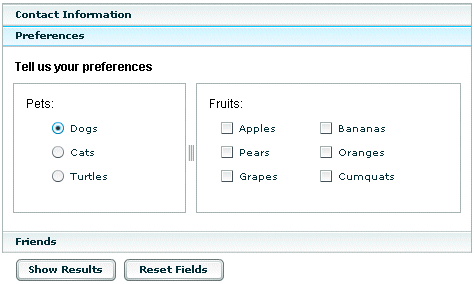 Contact Information
Preferences
Tell us your preferences
Pets:
Dogs
Cats
Turtles
Fruits:
Apples Bananas
Pears Oranges
Grapes Cumquats
Friends
Show Results Reset Fields